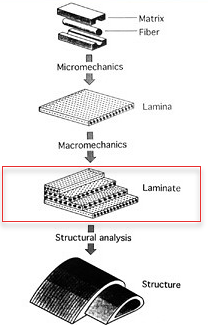 Matrix
Fiber
Micromechanics
Lamina
Macromechanics
Laminate
Structural analysis
Structure